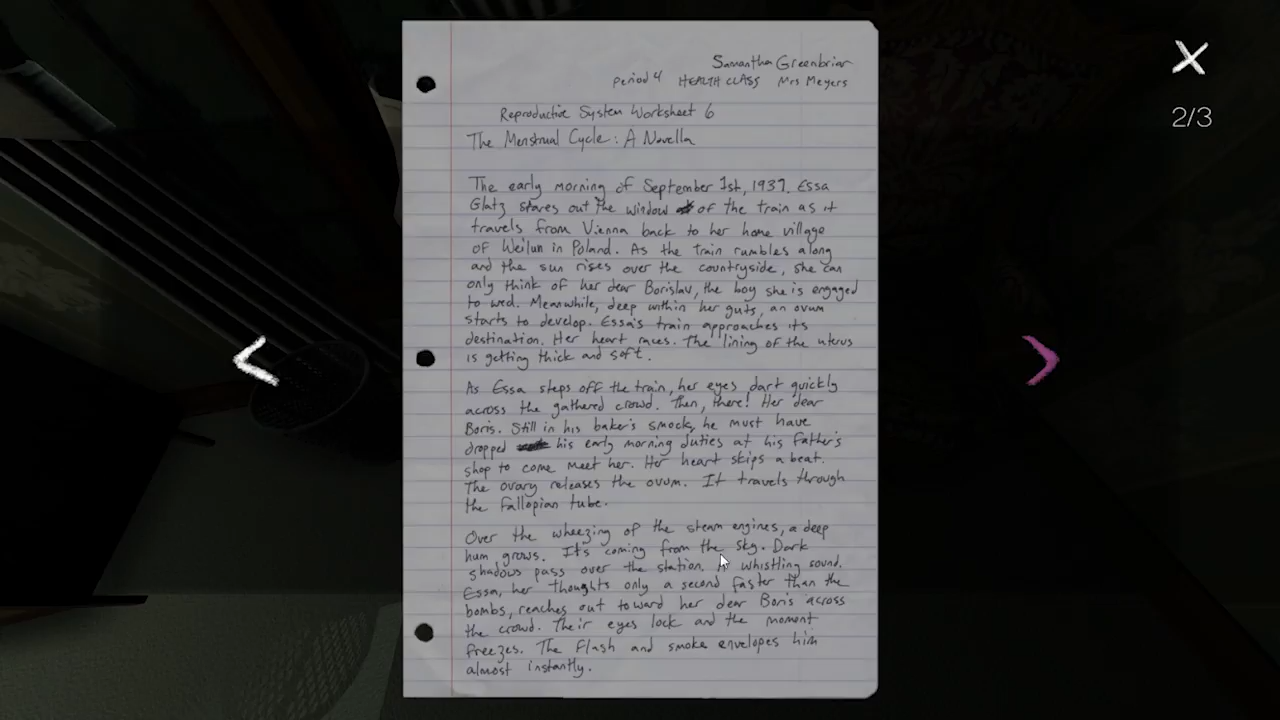 Samantha Greenbriar
period 4 HEALTH CLASS Mrs Meyers
Reproductive System Worksheet 6
The Menstrual Cycle: A Novella
The early morning of September 1st, 1939. Essa
Glatz stares out the window of the train as it
travels from Vienna back to her home village
of Weilun in Poland. As the train rumbles along
and the sun rises over the countryside, she can
only think of her dear Borislav, the boy she is engaged
to wed. Meanwhile, deep within her guts, an ovum
starts to develop. Essa's train approaches its
destination. Her heart races. The lining of the uterus
is getting thick and soft.
As Essa steps off the train, her eyes dart quickly
across the gathered crowd. Then, there! Her dear
Boris. Still in his baker's smock, he must have
dropped his early morning duties at his father's
shop to come meet her. Her heart skips a beat.
The ovary releases the ovum. It travels through
the fallopian tube.
Over the wheezing of the steam engines, a deep
hum grows. It's coming from the sky. Dark
shadows pass over the station. A whistling sound.
Essa, her thoughts only a second faster than the
bombs, reaches out toward her dear Boris across
the crowd. Their eyes lock and the moment
freezes. The flash and smoke envelopes him
almost instantly.
2/3